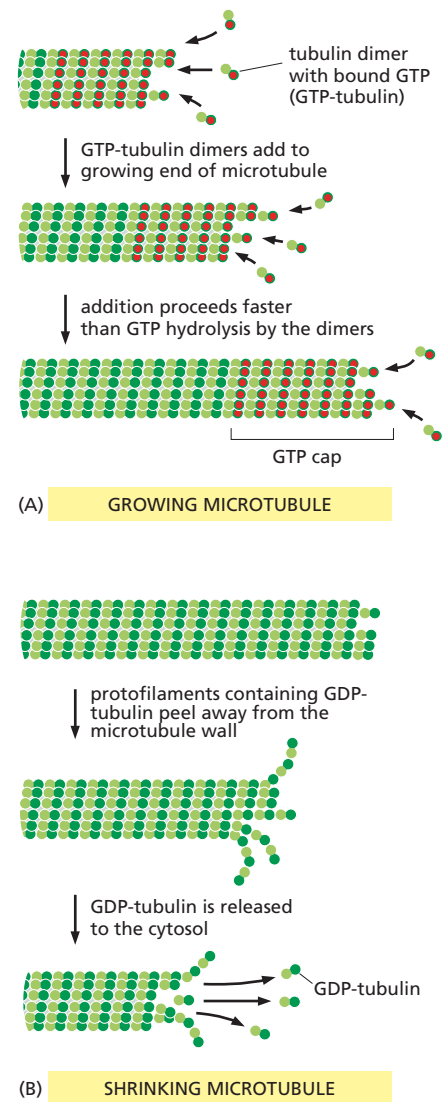 tubulin dimer
with bound GTP
(GTP-tubulin)
GTP-tubulin dimers add to
growing end of microtubule
addition proceeds faster
than GTP hydrolysis by the dimers
GTP cap
(A) GROWING MICROTUBULE
protofilaments containing GDP-
tubulin peel away from the
microtubule wall
GDP-tubulin is released
to the cytosol
GDP-tubulin
(B) SHRINKING MICROTUBULE